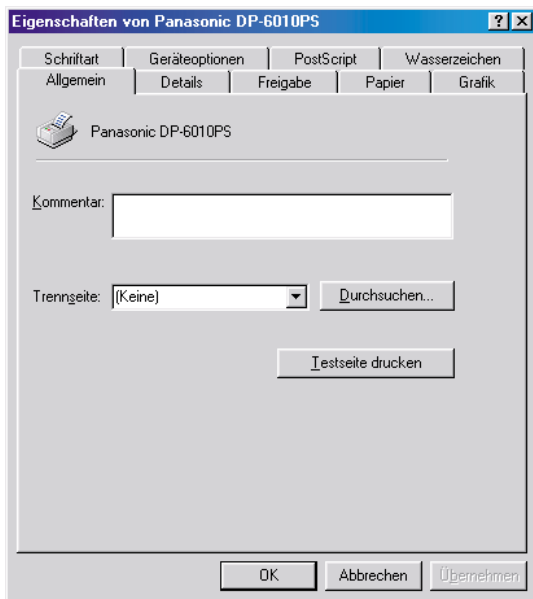 Eigenschaften von Panasonic DP-6010PS
Schriftart Geräteoptionen PostScript Wasserzeichen
Allgemein Details Freigabe Papier Grafik
Panasonic DP-6010PS
Kommentar:
Trennseite: (Keine) Durchsuchen...
Testseite drucken
OK Abbrechen Übernehmen